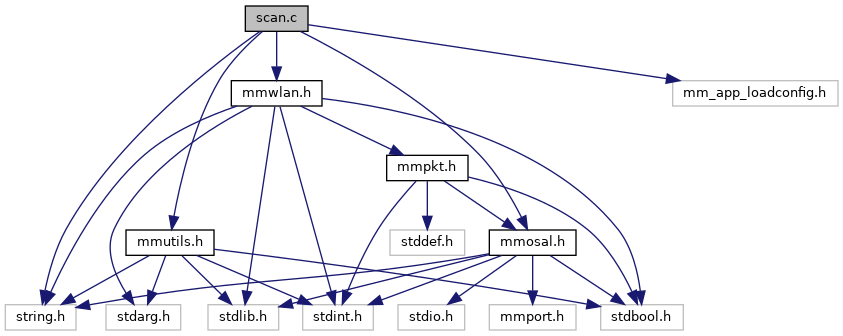 scan.c
mmwlan.h
mm_app_loadconfig.h
mmpkt.h
mmutils.h
stddef.h
mmosal.h
string.h
stdarg.h
stdlib.h
stdint.h
stdio.h
mmport.h
stdbool.h